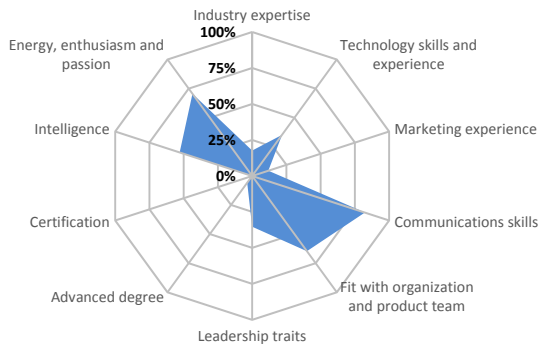 Industry expertise
100%
Energy, enthusiasm and
passion
Technology skills and
experience
75%
50%
Intelligence
Marketing experience
25%
0%
Certification
Communications skills
Advanced degree
Fit with organization
and product team
Leadership traits